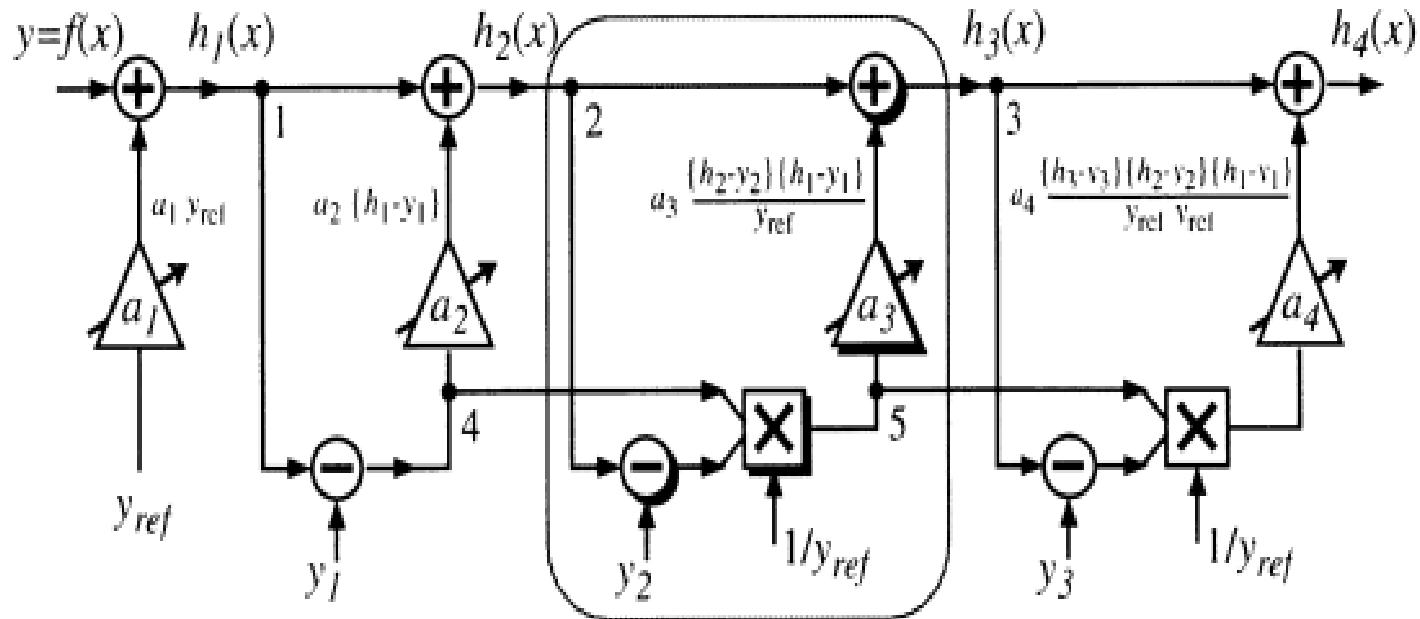 y=f(x) h1(x) h2(x) h3(x) h4(x)
+ + + +
1 2 3
a1 yref a2 {h1-y1} a3 {h2-y2}{h1-y1} / yref a4 {h3-y3}{h2-y2}{h1-y1} / yref yref
a1 a2 a3 a4
4 5
− − × − ×
yref y1 y2 1/yref y3 1/yref